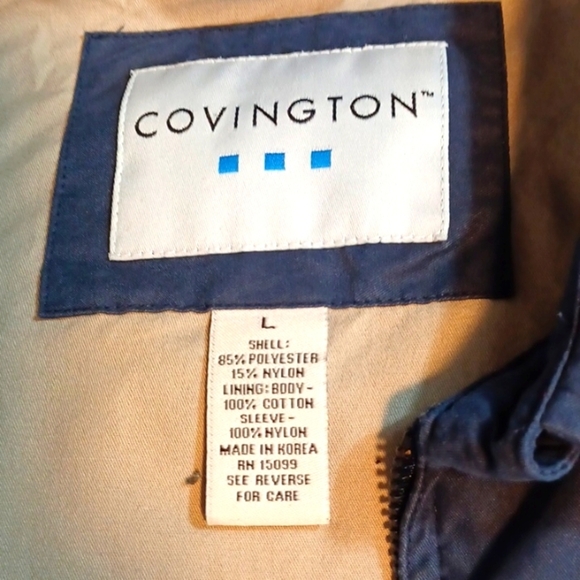 COVINGTON™
L
SHELL:
85% POLYESTER
15% NYLON
LINING: BODY-
100% COTTON
SLEEVE-
100% NYLON
MADE IN KOREA
RN 15099
SEE REVERSE
FOR CARE